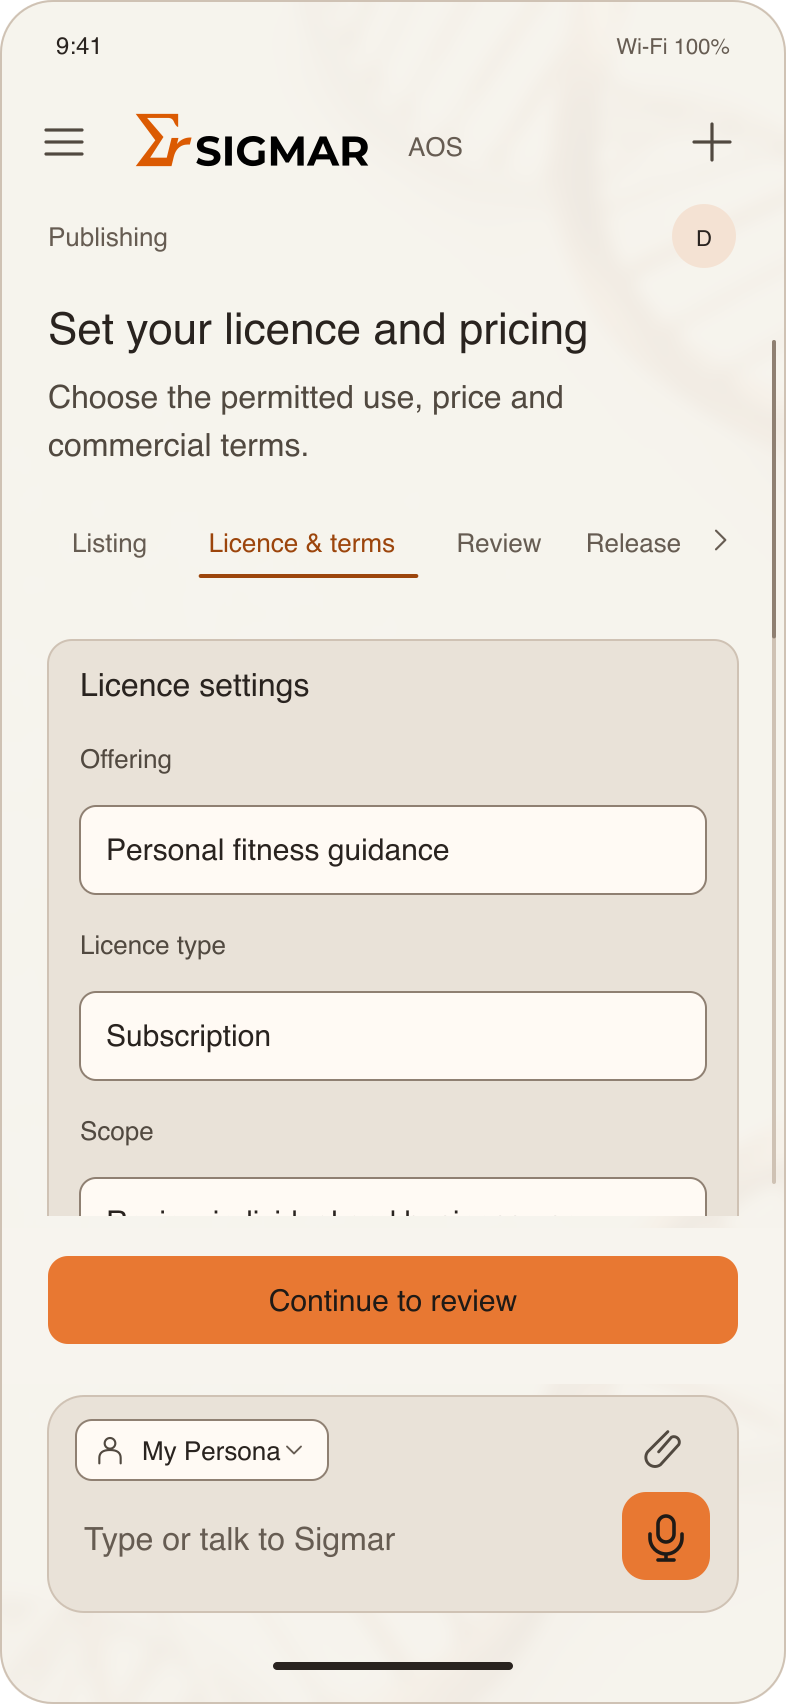 9:41
Wi-Fi 100%
Σr SIGMAR AOS
Publishing
D
Set your licence and pricing
Choose the permitted use, price and
commercial terms.
Listing
Licence & terms
Review
Release
Licence settings
Offering
Personal fitness guidance
Licence type
Subscription
Scope
Continue to review
My Persona
Type or talk to Sigmar